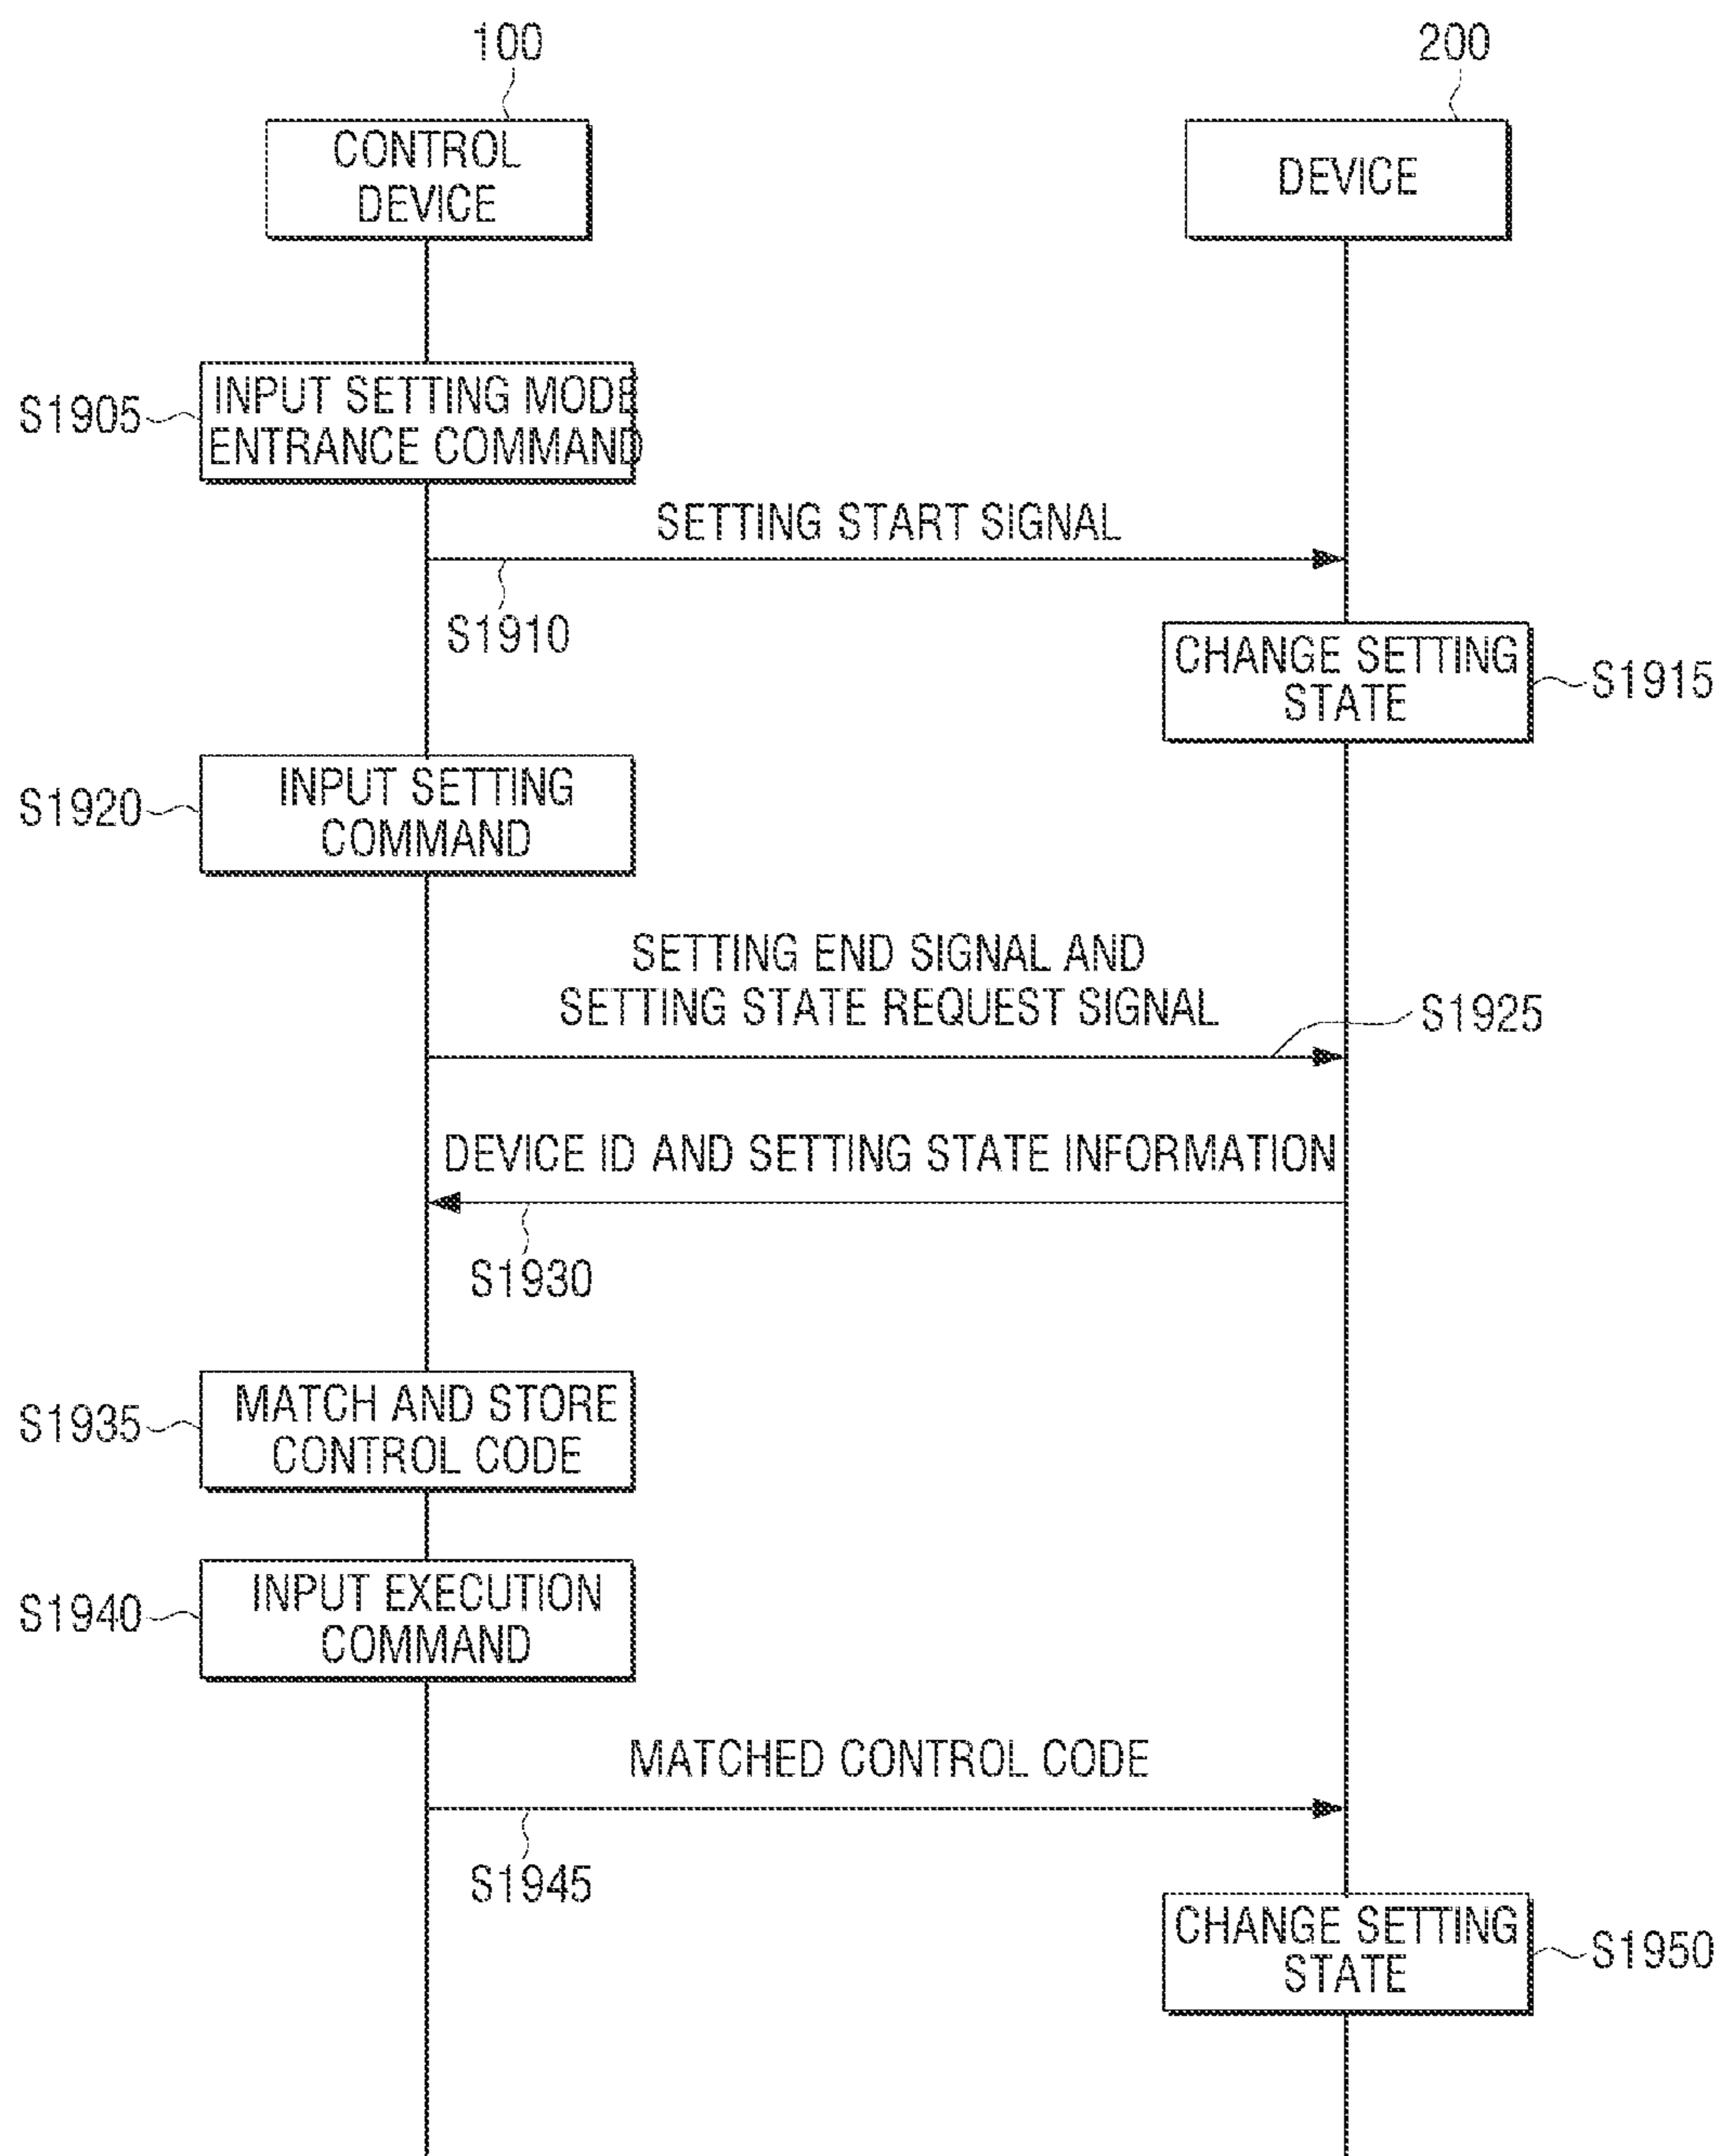 100
200
CONTROL
DEVICE
DEVICE
S1905
INPUT SETTING MODE
ENTRANCE COMMAND
SETTING START SIGNAL
S1910
CHANGE SETTING
STATE
S1915
S1920
INPUT SETTING
COMMAND
SETTING END SIGNAL AND
SETTING STATE REQUEST SIGNAL
S1925
DEVICE ID AND SETTING STATE INFORMATION
S1930
S1935
MATCH AND STORE
CONTROL CODE
S1940
INPUT EXECUTION
COMMAND
MATCHED CONTROL CODE
S1945
CHANGE SETTING
STATE
S1950